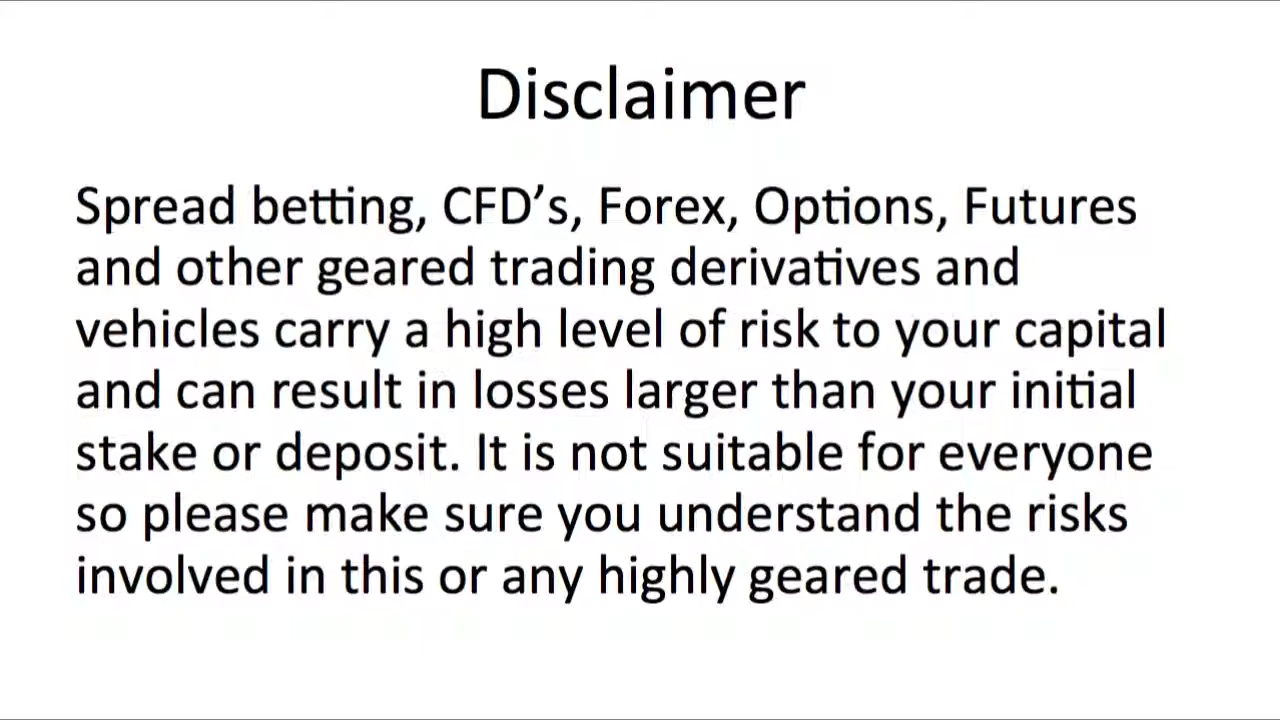 Disclaimer
Spread betting, CFD’s, Forex, Options, Futures
and other geared trading derivatives and
vehicles carry a high level of risk to your capital
and can result in losses larger than your initial
stake or deposit. It is not suitable for everyone
so please make sure you understand the risks
involved in this or any highly geared trade.